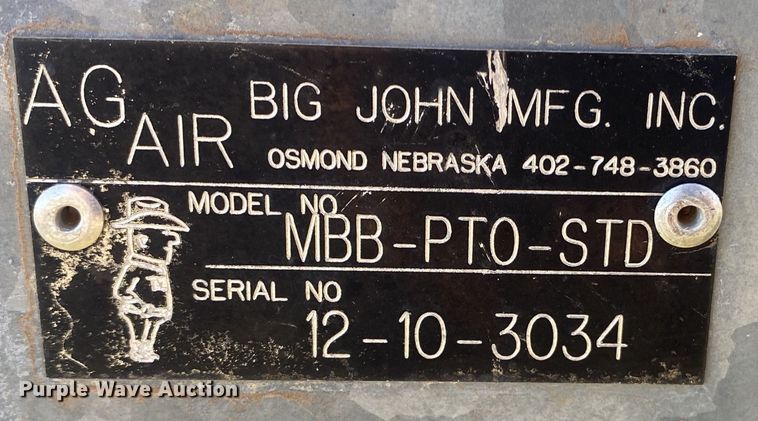 A.G. AIR
BIG JOHN MFG. INC.
OSMOND NEBRASKA 402-748-3860
MODEL NO
MBB-PTO-STD
SERIAL NO
12-10-3034
Purple Wave Auction